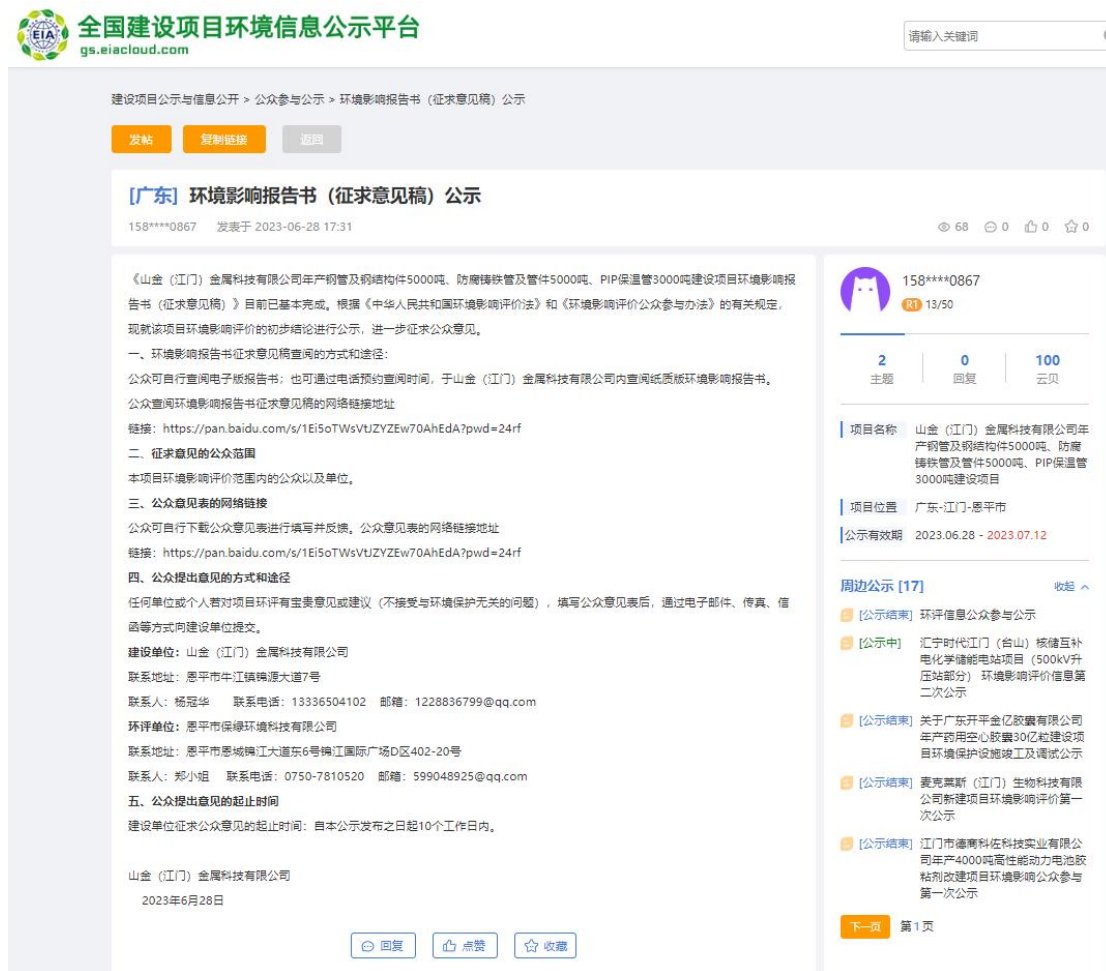 EIA
全国建设项目环境信息公示平台
gs.eiacloud.com
请输入关键词
建设项目公示与信息公开 > 公众参与公示 > 环境影响报告书（征求意见稿）公示
发帖
复制链接
返回
[广东] 环境影响报告书（征求意见稿）公示
158****0867 发表于 2023-06-28 17:31
68 0 0 0
《山金（江门）金属科技有限公司年产钢管及钢结构件5000吨、防腐铸铁管及管件5000吨、PIP保温管3000吨建设项目环境影响报
告书（征求意见稿）》目前已基本完成。根据《中华人民共和国环境影响评价法》和《环境影响评价公众参与办法》的有关规定，
现就该项目环境影响评价的初步结论进行公示，进一步征求公众意见。
一、环境影响报告书征求意见稿查阅的方式和途径：
公众可自行查阅电子版报告书；也可通过电话预约查阅时间，于山金（江门）金属科技有限公司内查阅纸质版环境影响报告书。
公众查阅环境影响报告书征求意见稿的网络链接地址
链接：https://pan.baidu.com/s/1Ei5oTWsVtJZYZEw70AhEdA?pwd=24rf
二、征求意见的公众范围
本项目环境影响评价范围内的公众以及单位。
三、公众意见表的网络链接
公众可自行下载公众意见表进行填写并反馈。公众意见表的网络链接地址
链接：https://pan.baidu.com/s/1Ei5oTWsVtJZYZEw70AhEdA?pwd=24rf
四、公众提出意见的方式和途径
任何单位或个人若对项目环评有宝贵意见或建议（不接受与环境保护无关的问题），填写公众意见表后，通过电子邮件、传真、信
函等方式向建设单位提交。
建设单位：山金（江门）金属科技有限公司
联系地址：恩平市牛江镇锦源大道7号
联系人：杨冠华 联系电话：13336504102 邮箱：1228836799@qq.com
环评单位：恩平市保绿环境科技有限公司
联系地址：恩平市恩城锦江大道东6号锦江国际广场D区402-20号
联系人：郑小姐 联系电话：0750-7810520 邮箱：599048925@qq.com
五、公众提出意见的起止时间
建设单位征求公众意见的起止时间：自本公示发布之日起10个工作日内。
山金（江门）金属科技有限公司
2023年6月28日
回复
点赞
收藏
158****0867
R1 13/50
2 0 100
主题 回复 云贝
项目名称 山金（江门）金属科技有限公司年
产钢管及钢结构件5000吨、防腐
铸铁管及管件5000吨、PIP保温管
3000吨建设项目
项目位置 广东-江门-恩平市
公示有效期 2023.06.28 - 2023.07.12
周边公示 [17] 收起
[公示结束] 环评信息公众参与公示
[公示中] 汇宁时代江门（台山）核储互补
电化学储能电站项目（500kV升
压站部分） 环境影响评价信息第
二次公示
[公示结束] 关于广东开平金亿胶囊有限公司
年产药用空心胶囊30亿粒建设项
目环境保护设施竣工及调试公示
[公示结束] 麦克莱斯（江门）生物科技有限
公司新建项目环境影响评价第一
次公示
[公示结束] 江门市德商科佐科技实业有限公
司年产4000吨高性能动力电池胶
粘剂改建项目环境影响公众参与
第一次公示
下一页 第1页